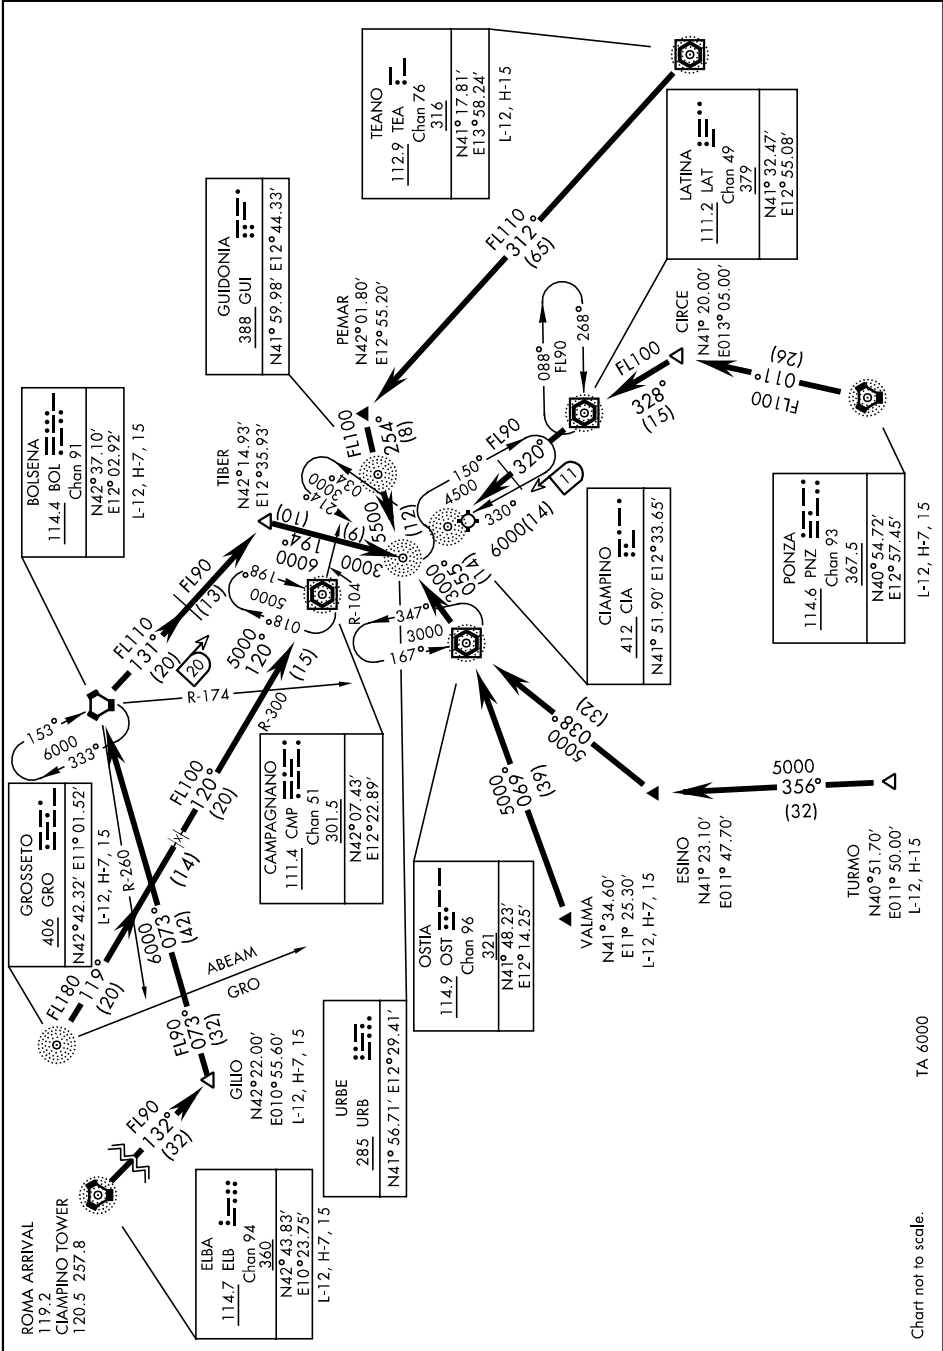 ROMA ARRIVAL
119.2
CIAMPINO TOWER
120.5 257.8
ELBA
114.7 ELB
Chan 94
360
N42°43.83′
E10°23.75′
L-12, H-7, 15
FL90
132°
(32)
GILIO
N42°22.00′
E010°55.60′
L-12, H-7, 15
FL90
073°
(32)
6000
073°
(42)
GROSSETO
406 GRO
N42°42.32′ E11°01.52′
L-12, H-7, 15
FL180
119°
(20)
ABEAM
GRO
R-260
(14)
FL100
120°
(20)
R-300
5000
120°
(15)
BOLSENA
114.4 BOL
Chan 91
N42°37.10′
E12°02.92′
L-12, H-7, 15
153°
6000
333°
R-174
FL110
131°
(20)
20
FL90
(13)
TIBER
N42°14.93′
E12°35.93′
(10)
194°
6000
CAMPAGNANO
111.4 CMP
Chan 51
301.5
N42°07.43′
E12°22.89′
198°
5000
018°
R-104
GUIDONIA
388 GUI
N41°59.98′ E12°44.33′
034°
3000
214°
(9)
3000
PEMAR
N42°01.80′
E12°55.20′
FL100
254°
(8)
5500
(12)
TEANO
112.9 TEA
Chan 76
316
N41°17.81′
E13°58.24′
L-12, H-15
FL110
312°
(65)
LATINA
111.2 LAT
Chan 49
379
N41°32.47′
E12°55.08′
088°
FL90
268°
CIRCE
N41°20.00′
E013°05.00′
FL100
328°
(15)
FL100
011°
(26)
PONZA
114.6 PNZ
Chan 93
367.5
N40°54.72′
E12°57.45′
L-12, H-7, 15
FL90
320°
150°
4500
330°
6000(14)
11
CIAMPINO
412 CIA
N41°51.90′ E12°33.65′
URBE
285 URB
N41°56.71′ E12°29.41′
3000
055°
(14)
347°
3000
167°
OSTIA
114.9 OST
Chan 96
321
N41°48.23′
E12°14.25′
5000
069°
(39)
VALMA
N41°34.60′
E11°25.30′
L-12, H-7, 15
5000
038°
(32)
ESINO
N41°23.10′
E011°47.70′
5000
356°
(32)
TURMO
N40°51.70′
E011°50.00′
L-12, H-15
TA 6000
Chart not to scale.